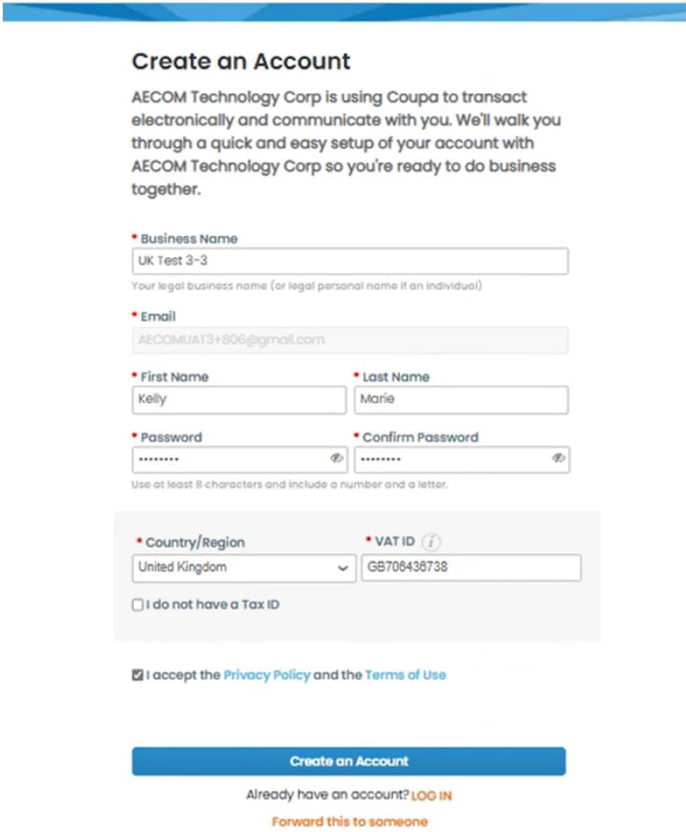 Create an Account
AECOM Technology Corp is using Coupa to transact
electronically and communicate with you. We'll walk you
through a quick and easy setup of your account with
AECOM Technology Corp so you're ready to do business
together.
* Business Name
UK Test 3-3
Your legal business name (or legal personal name if an individual)
* Email
AECOMUAT3+806@gmail.com
* First Name * Last Name
Kelly Marie
* Password * Confirm Password
•••••••• ••••••••
Use at least 8 characters and include a number and a letter.
* Country/Region * VAT ID i
United Kingdom GB706436738
I do not have a Tax ID
I accept the Privacy Policy and the Terms of Use
Create an Account
Already have an account? LOG IN
Forward this to someone